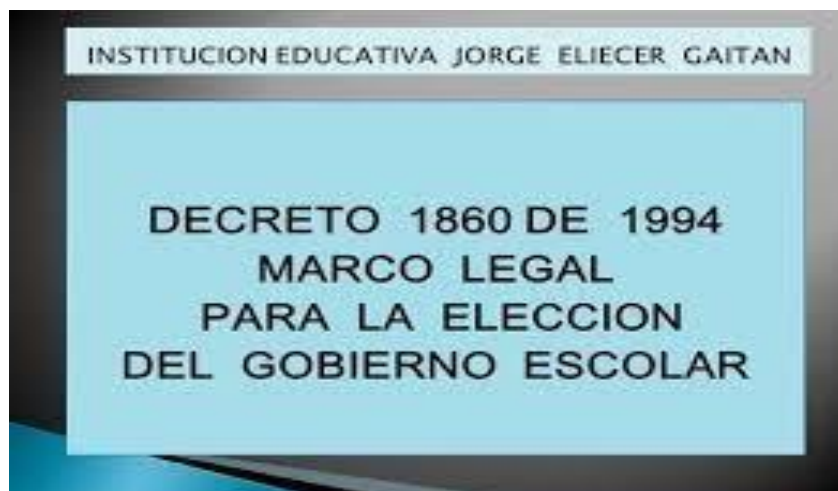 INSTITUCION EDUCATIVA JORGE ELIECER GAITAN
DECRETO 1860 DE 1994
MARCO LEGAL
PARA LA ELECCION
DEL GOBIERNO ESCOLAR